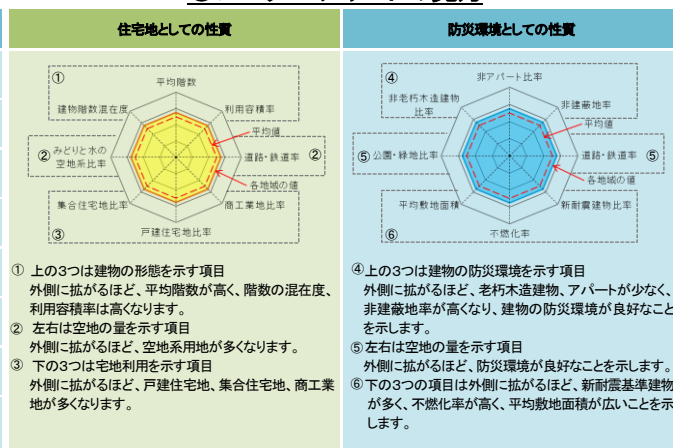 住宅地としての性質
防災環境としての性質
①
平均階数
建物階数混在度
利用容積率
平均値
②
みどりと水の
空地系比率
道路・鉄道率
②
各地域の値
集合住宅地比率
商工業地比率
戸建住宅地比率
③
④
非アパート比率
非老朽木造建物
比率
非建蔽地率
平均値
⑤
公園・緑地比率
道路・鉄道率
⑤
各地域の値
平均敷地面積
新耐震建物比率
不燃化率
⑥
① 上の3つは建物の形態を示す項目
外側に拡がるほど、平均階数が高く、階数の混在度、
利用容積率は高くなります。
② 左右は空地の量を示す項目
外側に拡がるほど、空地系用地が多くなります。
③ 下の3つは宅地利用を示す項目
外側に拡がるほど、戸建住宅地、集合住宅地、商工業
地が多くなります。
④上の3つは建物の防災環境を示す項目
外側に拡がるほど、老朽木造建物、アパートが少なく、
非建蔽地率が高くなり、建物の防災環境が良好なこと
を示します。
⑤左右は空地の量を示す項目
外側に拡がるほど、防災環境が良好なことを示します。
⑥下の3つの項目は外側に拡がるほど、新耐震基準建物
が多く、不燃化率が高く、平均敷地面積が広いことを示
します。